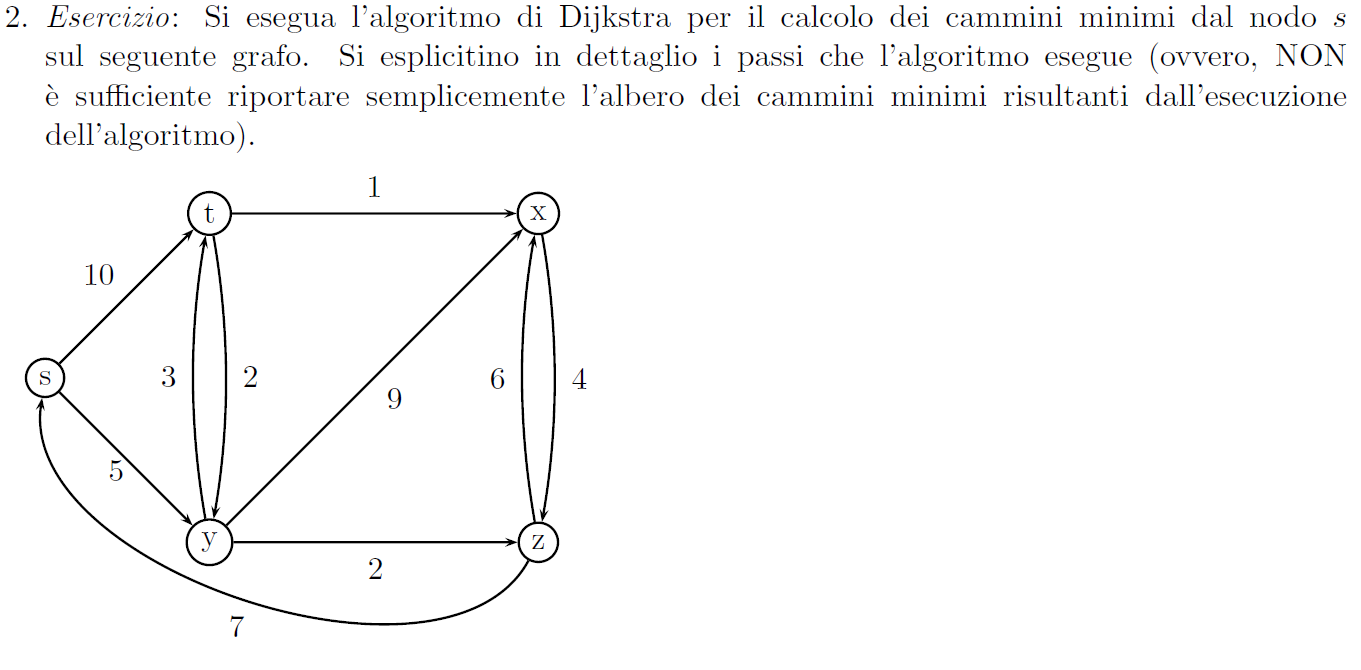 2. Esercizio: Si esegua l'algoritmo di Dijkstra per il calcolo dei cammini minimi dal nodo s
sul seguente grafo. Si esplicitino in dettaglio i passi che l'algoritmo esegue (ovvero, NON
è sufficiente riportare semplicemente l'albero dei cammini minimi risultanti dall'esecuzione
dell'algoritmo).
1
t
x
10
s
3
2
6
4
9
5
y
z
2
7